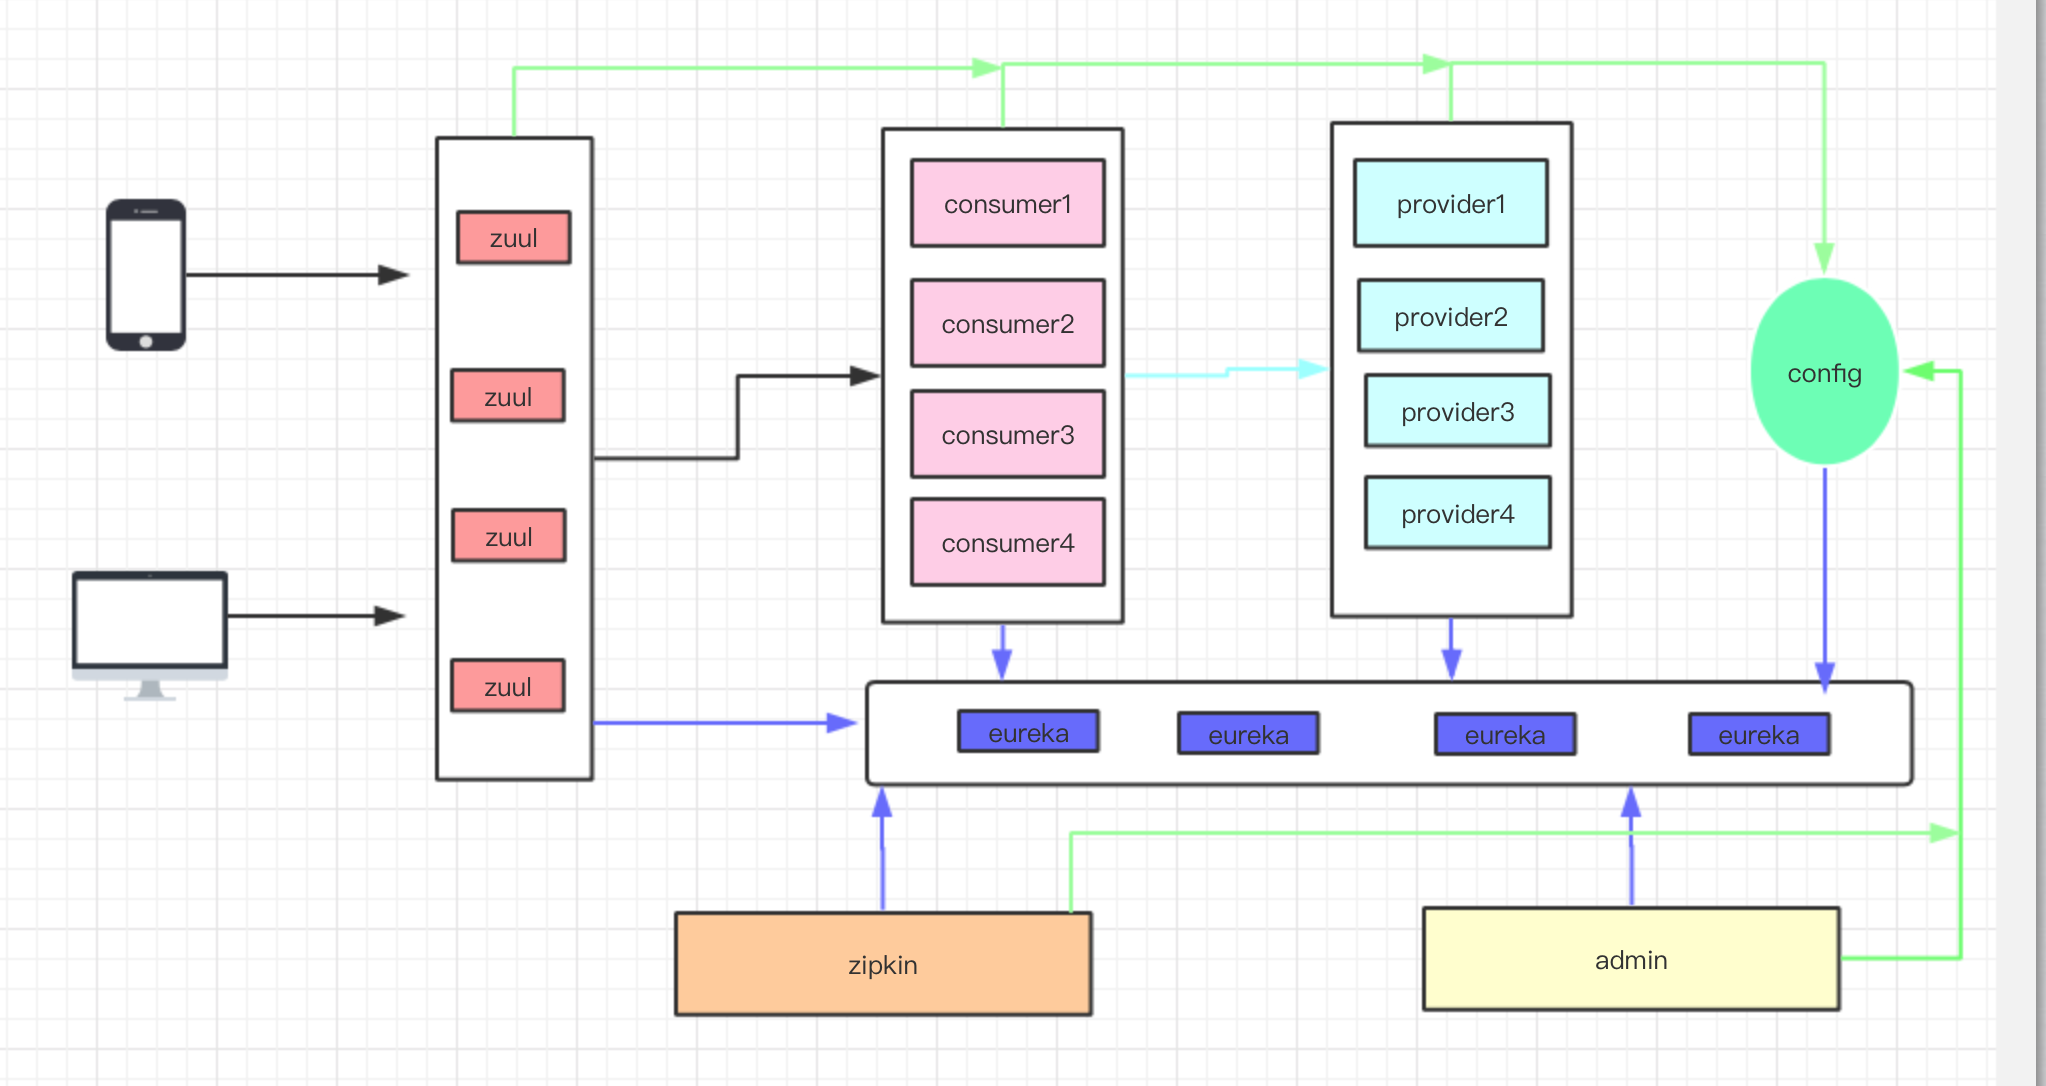 zuul
zuul
zuul
zuul
consumer1
consumer2
consumer3
consumer4
provider1
provider2
provider3
provider4
config
eureka
eureka
eureka
eureka
zipkin
admin